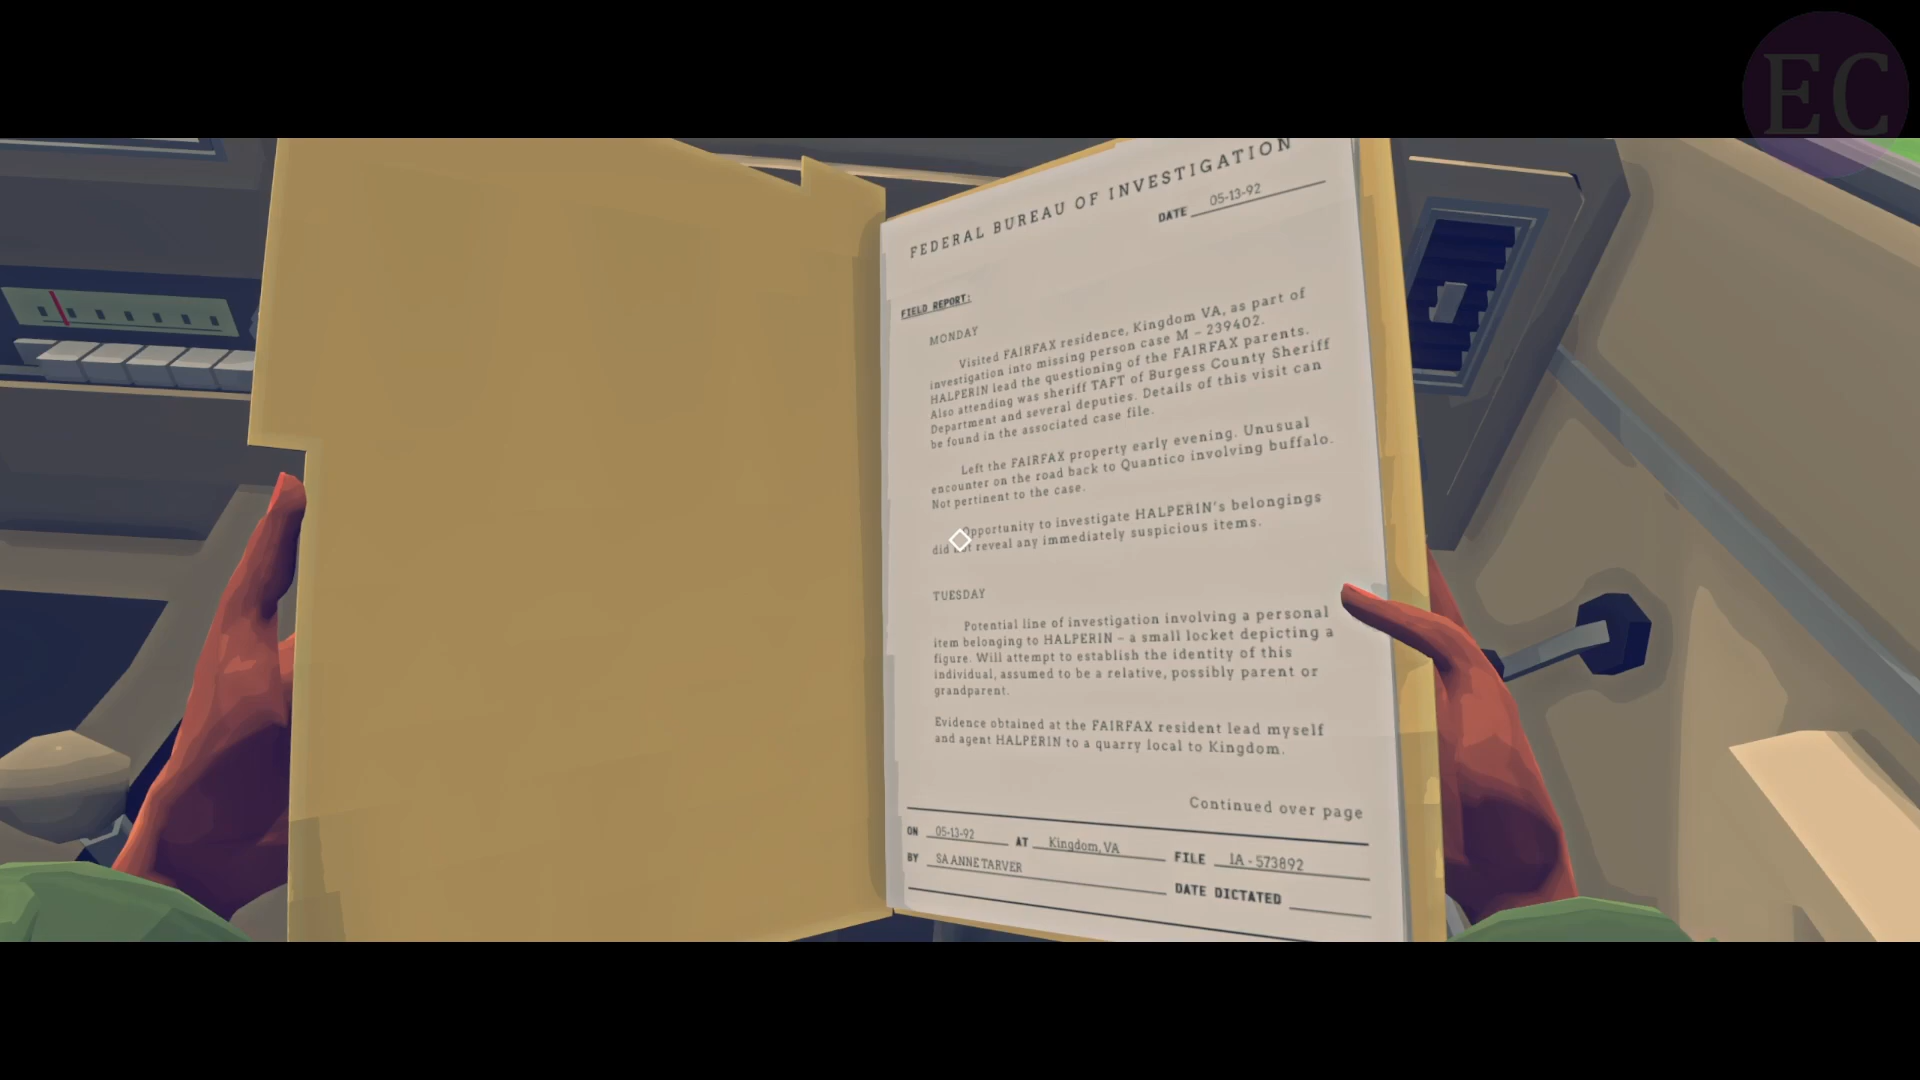 EC
FEDERAL BUREAU OF INVESTIGATION
DATE 05-13-92
FIELD REPORT:
MONDAY
Visited FAIRFAX residence, Kingdom VA, as part of
investigation into missing person case M – 239402.
HALPERIN lead the questioning of the FAIRFAX parents.
Also attending was sheriff TAFT of Burgess County Sheriff
Department and several deputies. Details of this visit can
be found in the associated case file.
Left the FAIRFAX property early evening. Unusual
encounter on the road back to Quantico involving buffalo.
Not pertinent to the case.
Opportunity to investigate HALPERIN's belongings
did not reveal any immediately suspicious items.
TUESDAY
Potential line of investigation involving a personal
item belonging to HALPERIN – a small locket depicting a
figure. Will attempt to establish the identity of this
individual, assumed to be a relative, possibly parent or
grandparent.
Evidence obtained at the FAIRFAX resident lead myself
and agent HALPERIN to a quarry local to Kingdom.
Continued over page
ON 05-13-92 AT Kingdom, VA FILE 1A - 573892
BY SA ANNE TARVER DATE DICTATED